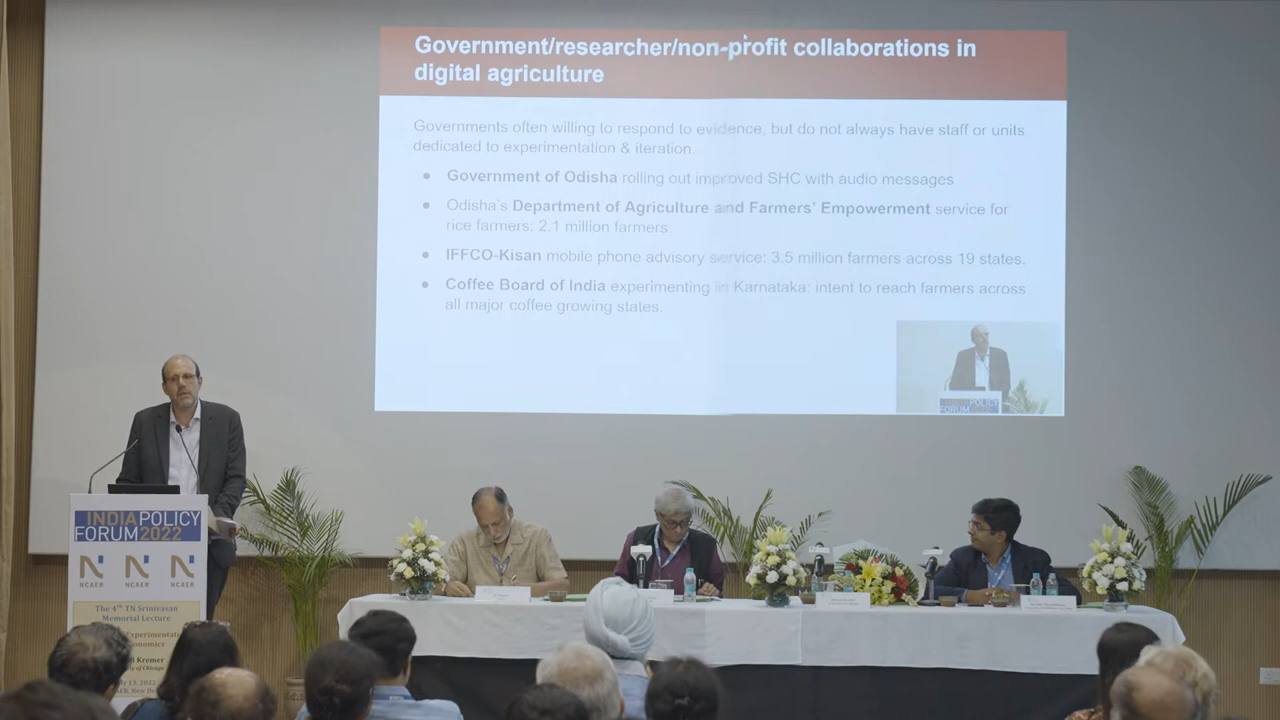 Government/researcher/non-profit collaborations in
digital agriculture
Governments often willing to respond to evidence, but do not always have staff or units
dedicated to experimentation & iteration.
● Government of Odisha rolling out improved SHC with audio messages
● Odisha's Department of Agriculture and Farmers' Empowerment service for
rice farmers: 2.1 million farmers
● IFFCO-Kisan mobile phone advisory service: 3.5 million farmers across 19 states.
● Coffee Board of India experimenting in Karnataka: intent to reach farmers across
all major coffee growing states.
POLICY
FORUM
INDIA POLICY
FORUM 2022
NCAER NCAER NCAER
The 4th TN Srinivasan
Memorial Lecture